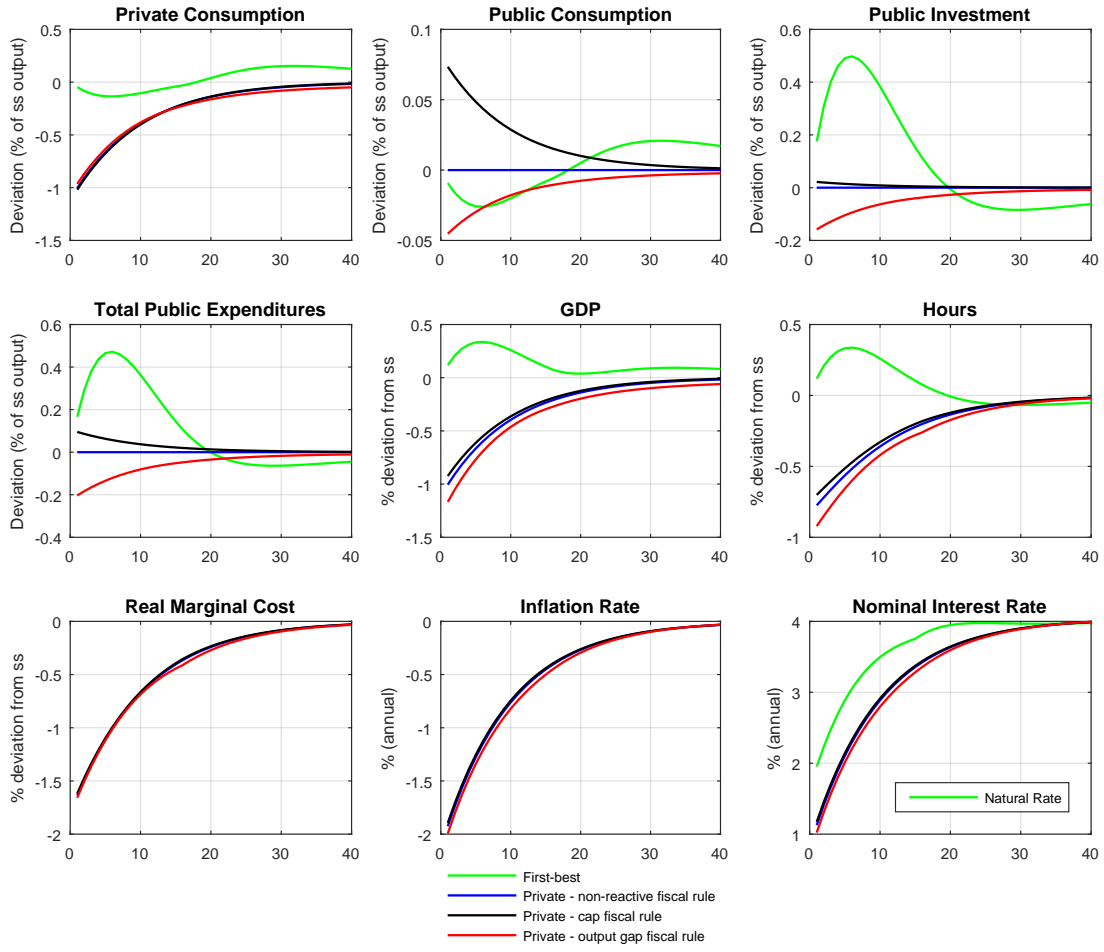 Private Consumption
Public Consumption
Public Investment
Deviation (% of ss output)
0.5
0
-0.5
-1
-1.5
0 10 20 30 40
Deviation (% of ss output)
0.1
0.05
0
-0.05
0 10 20 30 40
Deviation (% of ss output)
0.6
0.4
0.2
0
-0.2
0 10 20 30 40
Total Public Expenditures
GDP
Hours
Deviation (% of ss output)
0.6
0.4
0.2
0
-0.2
-0.4
0 10 20 30 40
% deviation from ss
0.5
0
-0.5
-1
-1.5
0 10 20 30 40
% deviation from ss
0.5
0
-0.5
-1
0 10 20 30 40
Real Marginal Cost
Inflation Rate
Nominal Interest Rate
% deviation from ss
0
-0.5
-1
-1.5
-2
0 10 20 30 40
% (annual)
0
-0.5
-1
-1.5
-2
0 10 20 30 40
% (annual)
4
3
2
1
0 10 20 30 40
Natural Rate
First-best
Private - non-reactive fiscal rule
Private - cap fiscal rule
Private - output gap fiscal rule